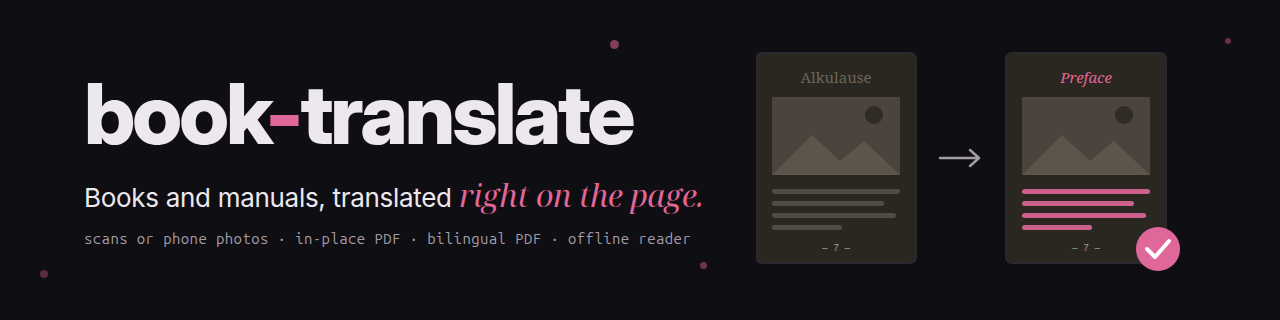 book-translate
Books and manuals, translated right on the page.
scans or phone photos · in-place PDF · bilingual PDF · offline reader
Alkulause
– 7 –
Preface
– 7 –